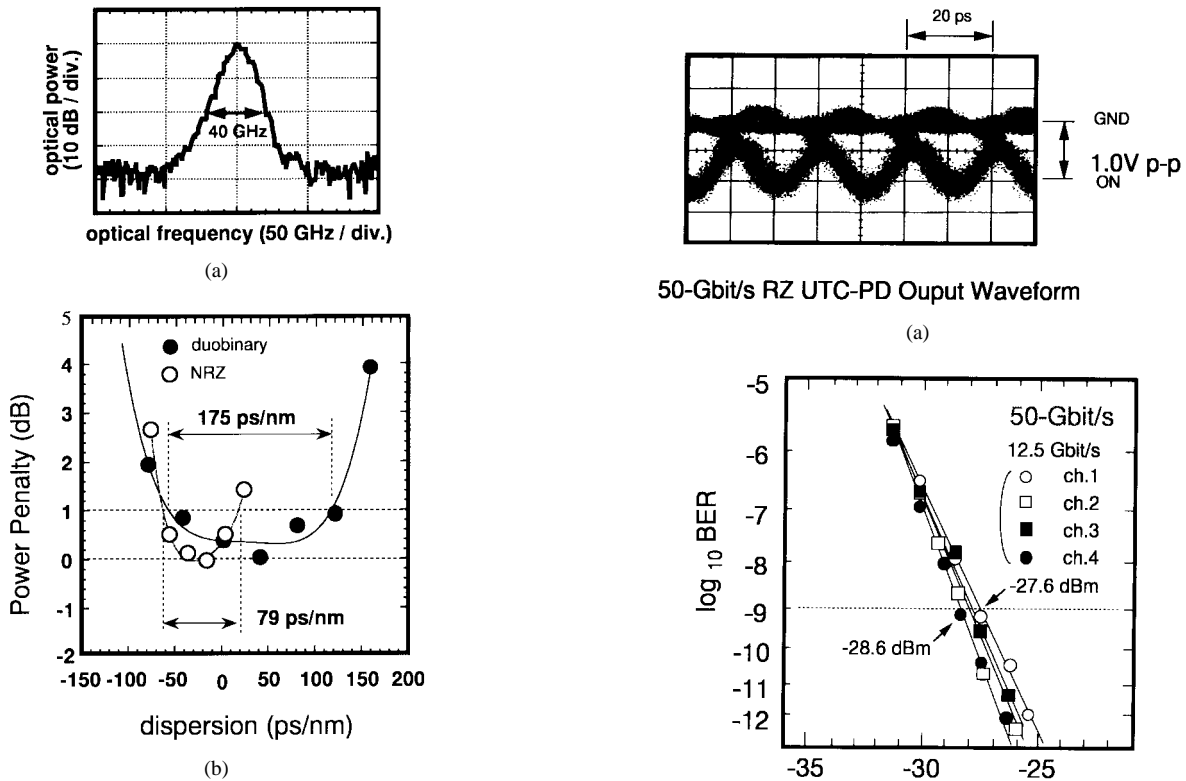 optical power
(10 dB / div.)
40 GHz
optical frequency (50 GHz / div.)
(a)
5
4
3
2
1
0
-1
-2
Power Penalty (dB)
duobinary
NRZ
175 ps/nm
79 ps/nm
-150 -100 -50 0 50 100 150 200
dispersion (ps/nm)
(b)
20 ps
GND
1.0V p-p
ON
50-Gbit/s RZ UTC-PD Ouput Waveform
(a)
-5
-6
-7
-8
-9
-10
-11
-12
log 10 BER
50-Gbit/s
12.5 Gbit/s
ch.1
ch.2
ch.3
ch.4
-27.6 dBm
-28.6 dBm
-35 -30 -25